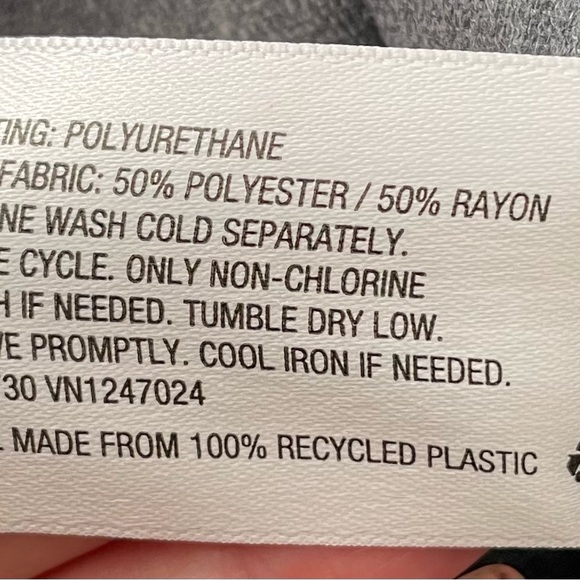 TING: POLYURETHANE
FABRIC: 50% POLYESTER / 50% RAYON
NE WASH COLD SEPARATELY.
E CYCLE. ONLY NON-CHLORINE
H IF NEEDED. TUMBLE DRY LOW.
VE PROMPTLY. COOL IRON IF NEEDED.
30 VN1247024
. MADE FROM 100% RECYCLED PLASTIC